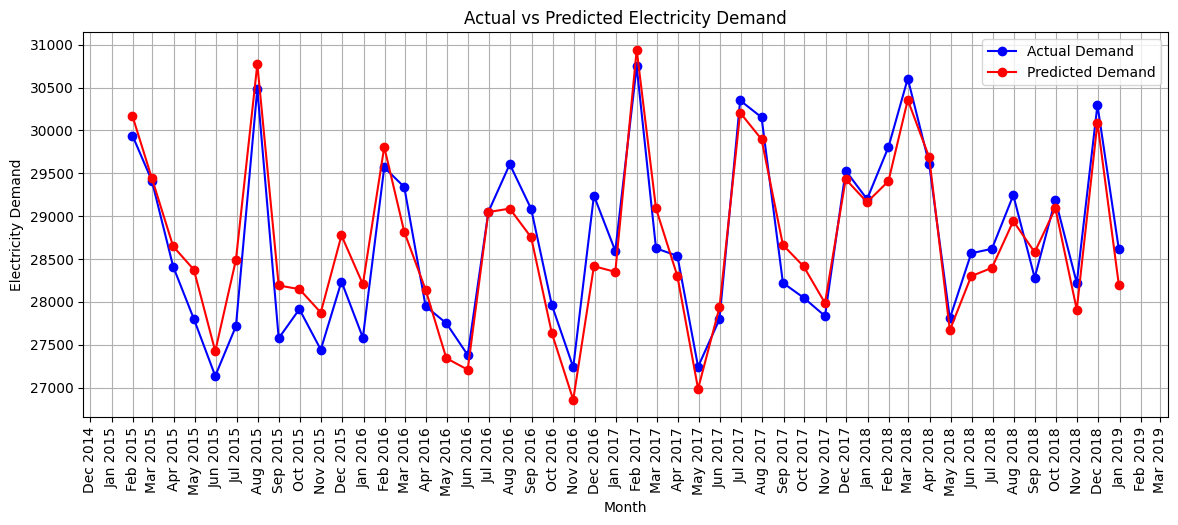 Actual vs Predicted Electricity Demand
Actual Demand
Predicted Demand
Electricity Demand
31000
30500
30000
29500
29000
28500
28000
27500
27000
Dec 2014
Jan 2015
Feb 2015
Mar 2015
Apr 2015
May 2015
Jun 2015
Jul 2015
Aug 2015
Sep 2015
Oct 2015
Nov 2015
Dec 2015
Jan 2016
Feb 2016
Mar 2016
Apr 2016
May 2016
Jun 2016
Jul 2016
Aug 2016
Sep 2016
Oct 2016
Nov 2016
Dec 2016
Jan 2017
Feb 2017
Mar 2017
Apr 2017
May 2017
Jun 2017
Jul 2017
Aug 2017
Sep 2017
Oct 2017
Nov 2017
Dec 2017
Jan 2018
Feb 2018
Mar 2018
Apr 2018
May 2018
Jun 2018
Jul 2018
Aug 2018
Sep 2018
Oct 2018
Nov 2018
Dec 2018
Jan 2019
Feb 2019
Mar 2019
Month